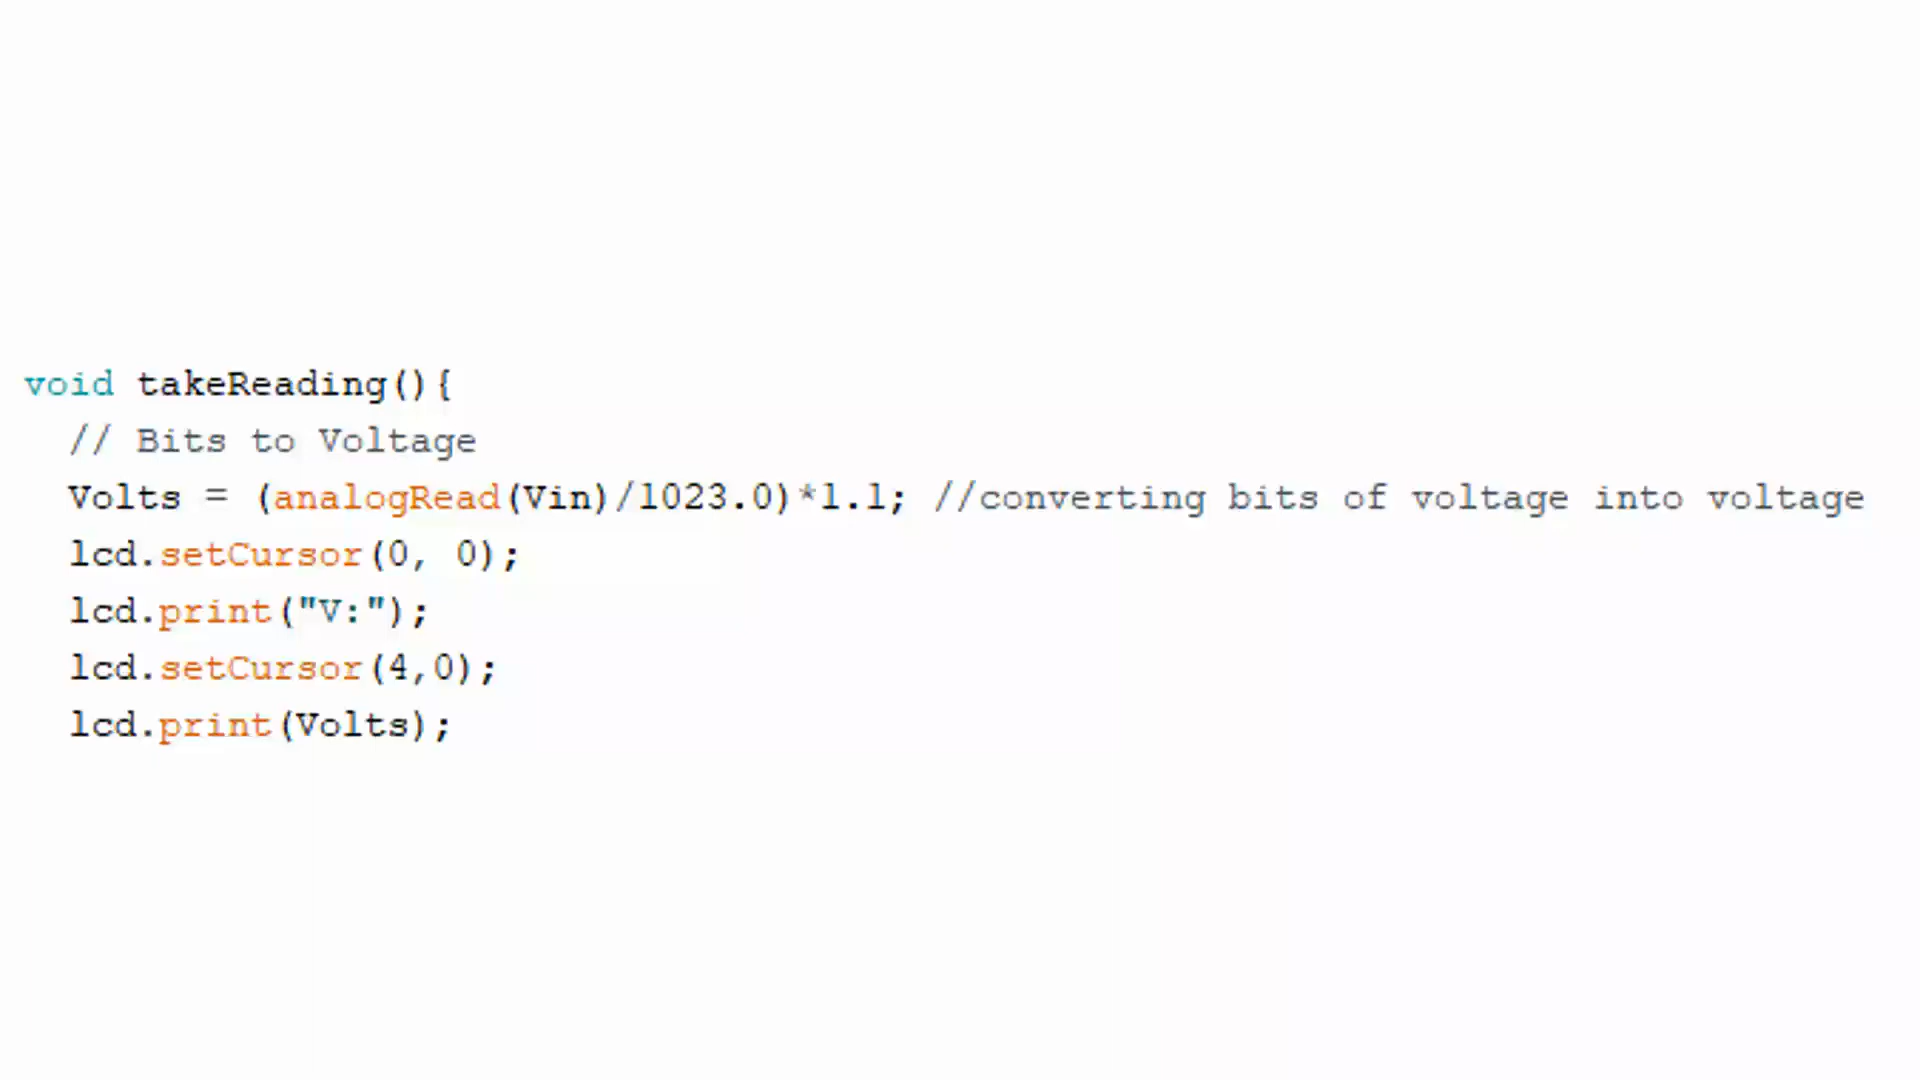 void takeReading(){
// Bits to Voltage
Volts = (analogRead(Vin)/1023.0)*1.1; //converting bits of voltage into voltage
lcd.setCursor(0, 0);
lcd.print("V:");
lcd.setCursor(4,0);
lcd.print(Volts);